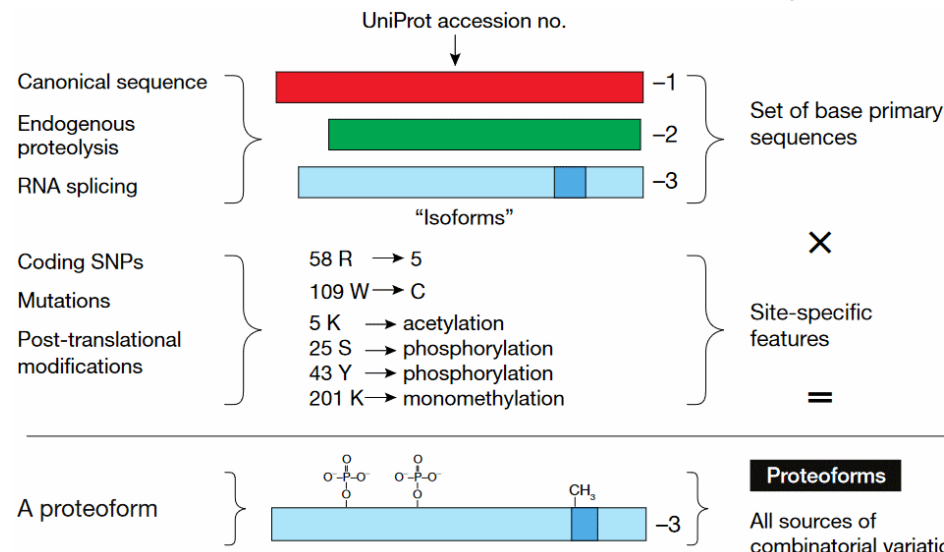 UniProt accession no.
Canonical sequence
–1
Endogenous
proteolysis
–2
RNA splicing
–3
Set of base primary
sequences
"Isoforms"
×
Coding SNPs
Mutations
Post-translational
modifications
58 R → 5
109 W → C
5 K → acetylation
25 S → phosphorylation
43 Y → phosphorylation
201 K → monomethylation
Site-specific
features
=
A proteoform
O
O⁻–P–O⁻
O
O
O⁻–P–O⁻
O
CH₃
–3
Proteoforms
All sources of
combinatorial